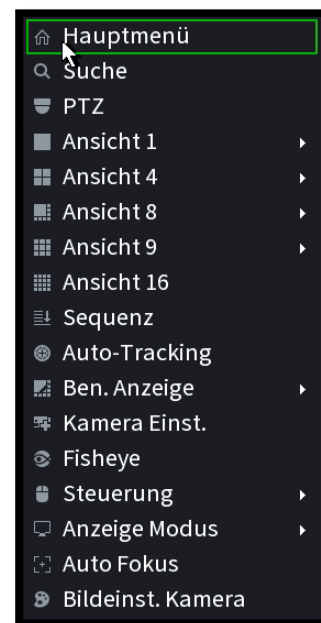 Hauptmenü
Suche
PTZ
Ansicht 1
Ansicht 4
Ansicht 8
Ansicht 9
Ansicht 16
Sequenz
Auto-Tracking
Ben. Anzeige
Kamera Einst.
Fisheye
Steuerung
Anzeige Modus
Auto Fokus
Bildeinst. Kamera